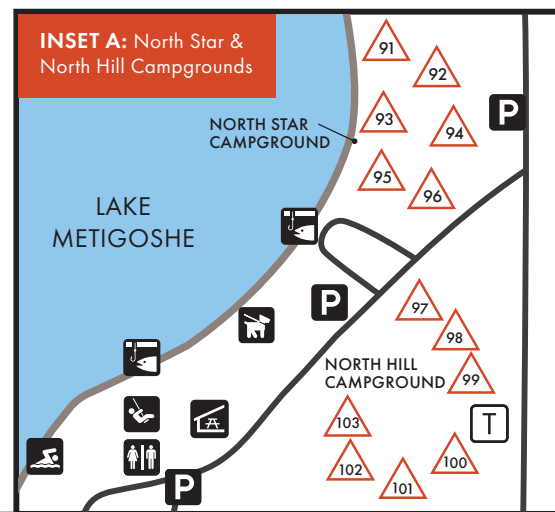 INSET A: North Star &
North Hill Campgrounds
91
92
93
94
P
NORTH STAR
CAMPGROUND
95
96
LAKE
METIGOSHE
P
97
98
NORTH HILL
CAMPGROUND
99
103
T
102
100
101
P